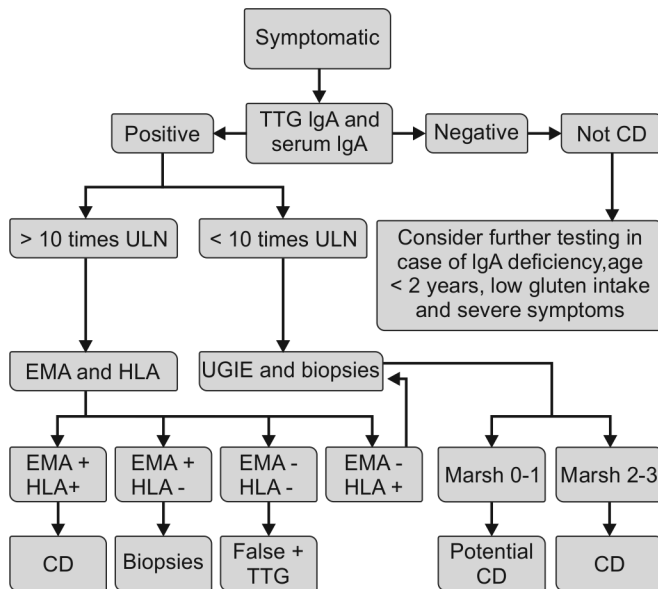 Symptomatic
Positive
TTG IgA and
serum IgA
Negative
Not CD
> 10 times ULN
< 10 times ULN
Consider further testing in
case of IgA deficiency,age
< 2 years, low gluten intake
and severe symptoms
EMA and HLA
UGIE and biopsies
EMA +
HLA+
EMA +
HLA -
EMA -
HLA -
EMA -
HLA +
Marsh 0-1
Marsh 2-3
CD
Biopsies
False +
TTG
Potential
CD
CD